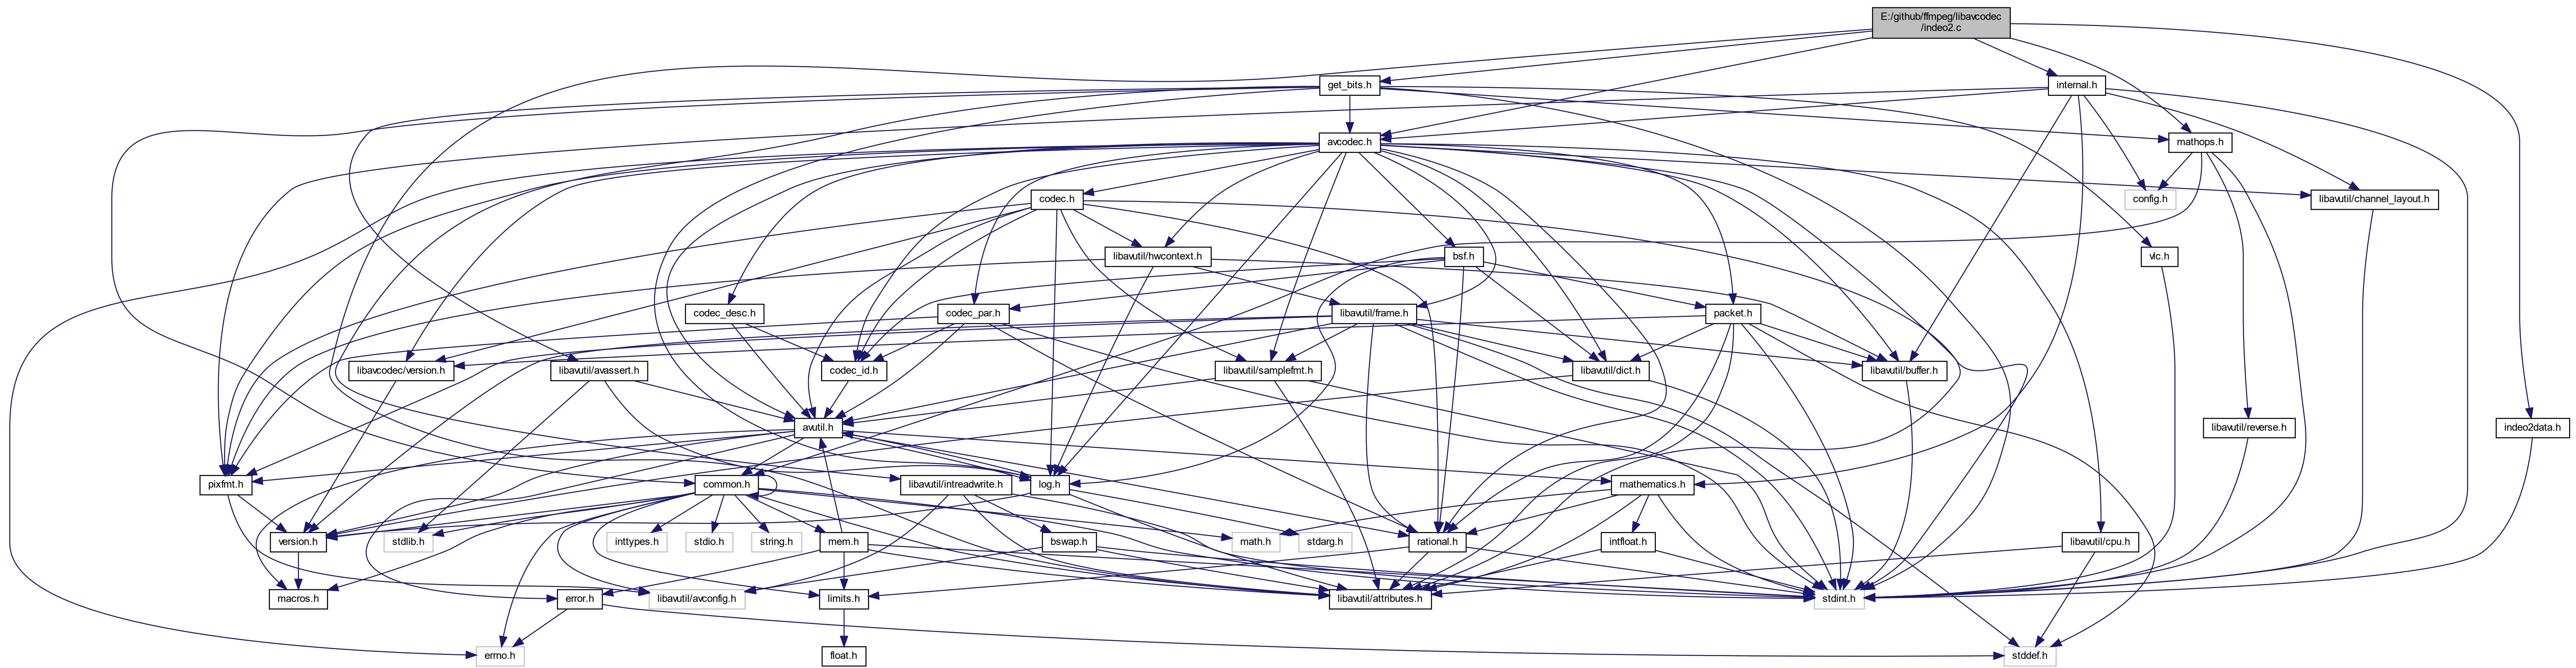 E:/github/ffmpeg/libavcodec
/indeo2.c
get_bits.h
internal.h
avcodec.h
mathops.h
codec.h
config.h
libavutil/channel_layout.h
libavutil/hwcontext.h
bsf.h
vlc.h
codec_desc.h
codec_par.h
libavutil/frame.h
packet.h
libavcodec/version.h
libavutil/avassert.h
codec_id.h
libavutil/samplefmt.h
libavutil/dict.h
libavutil/buffer.h
avutil.h
libavutil/reverse.h
indeo2data.h
pixfmt.h
common.h
libavutil/intreadwrite.h
log.h
mathematics.h
version.h
stdlib.h
inttypes.h
stdio.h
string.h
mem.h
bswap.h
math.h
stdarg.h
rational.h
intfloat.h
libavutil/cpu.h
macros.h
error.h
libavutil/avconfig.h
limits.h
libavutil/attributes.h
stdint.h
errno.h
float.h
stddef.h